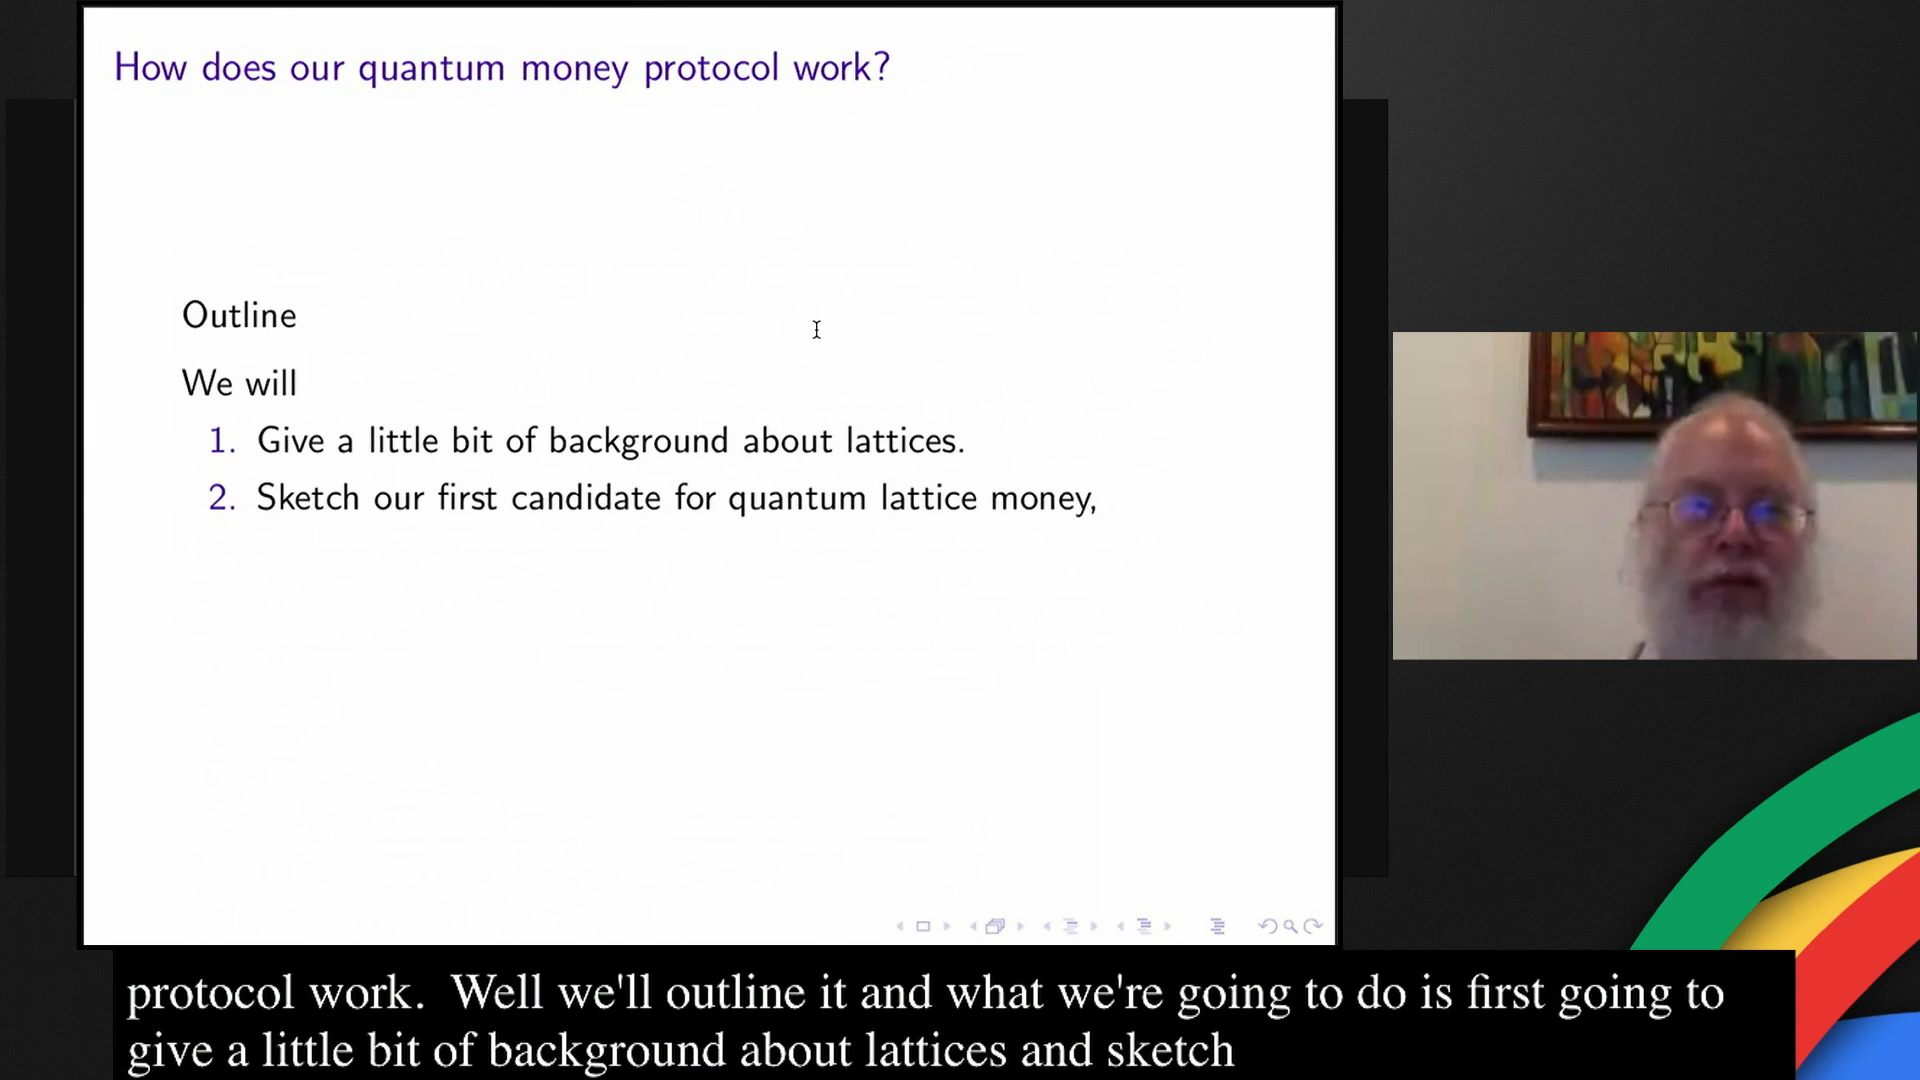 How does our quantum money protocol work?
Outline
We will
1. Give a little bit of background about lattices.
2. Sketch our first candidate for quantum lattice money,
protocol work.  Well we'll outline it and what we're going to do is first going to
give a little bit of background about lattices and sketch